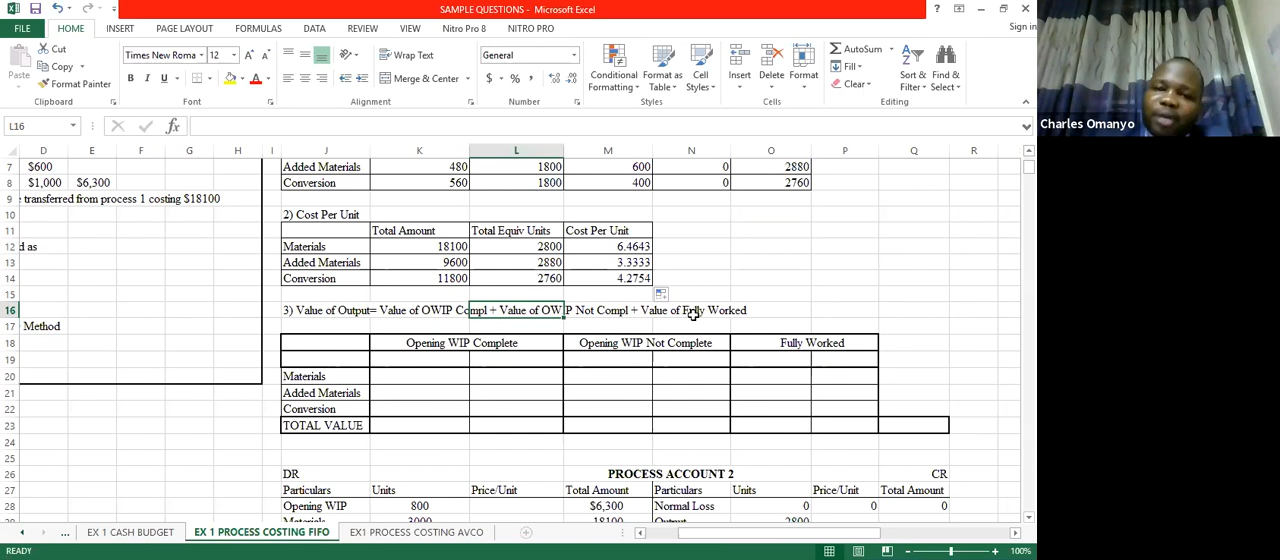 SAMPLE QUESTIONS - Microsoft Excel
FILE HOME INSERT PAGE LAYOUT FORMULAS DATA REVIEW VIEW Nitro Pro 8 NITRO PRO Sign in
Cut
Copy
Format Painter
Paste
Clipboard
Times New Roma 12
B I U
Font
Wrap Text
Merge & Center
Alignment
General
$ % ,
Number
Conditional Formatting
Format as Table
Cell Styles
Styles
Insert Delete Format
Cells
AutoSum
Fill
Clear
Sort & Filter
Find & Select
Editing
Charles Omanyo
L16 fx
D E F G H I J K L M N O P Q R
7 $600 Added Materials 480 1800 600 0 2880
8 $1,000 $6,300 Conversion 560 1800 400 0 2760
9 e transferred from process 1 costing $18100
10 2) Cost Per Unit
11 Total Amount Total Equiv Units Cost Per Unit
12 d as Materials 18100 2800 6.4643
13 Added Materials 9600 2880 3.3333
14 Conversion 11800 2760 4.2754
15
16 3) Value of Output= Value of OWIP Compl + Value of OWIP Not Compl + Value of Fully Worked
17 Method
18 Opening WIP Complete Opening WIP Not Complete Fully Worked
19
20 Materials
21 Added Materials
22 Conversion
23 TOTAL VALUE
24
25
26 DR PROCESS ACCOUNT 2 CR
27 Particulars Units Price/Unit Total Amount Particulars Units Price/Unit Total Amount
28 Opening WIP 800 $6,300 Normal Loss 0 0 0
29 Materials 3000 18100 Output 2800
... EX 1 CASH BUDGET EX 1 PROCESS COSTING FIFO EX1 PROCESS COSTING AVCO
READY 100%